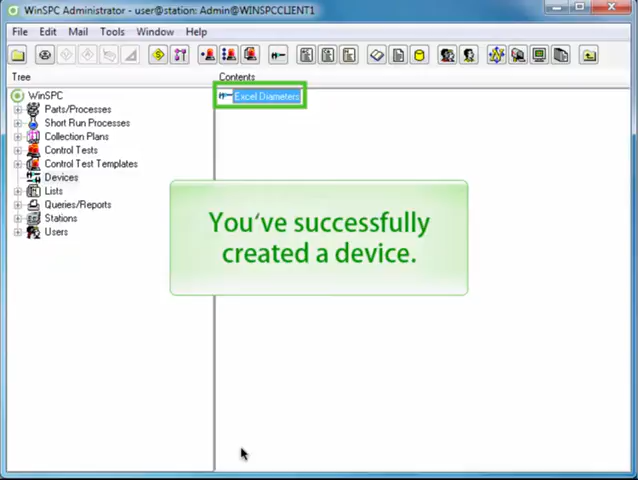 WinSPC Administrator - user@station: Admin@WINSPCCLIENT1
File Edit Mail Tools Window Help
Tree
Contents
WinSPC
Parts/Processes
Short Run Processes
Collection Plans
Control Tests
Control Test Templates
Devices
Lists
Queries/Reports
Stations
Users
Excel Diameters
You've successfully
created a device.